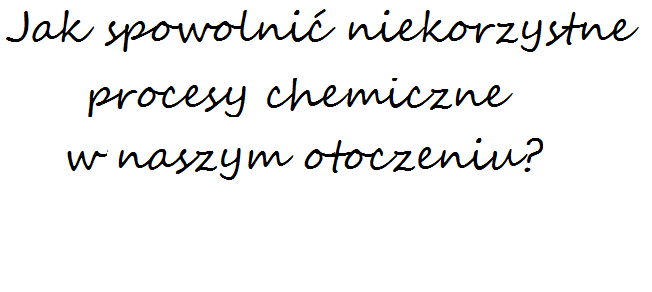 Jak spowolnić niekorzystne
procesy chemiczne
w naszym otoczeniu?